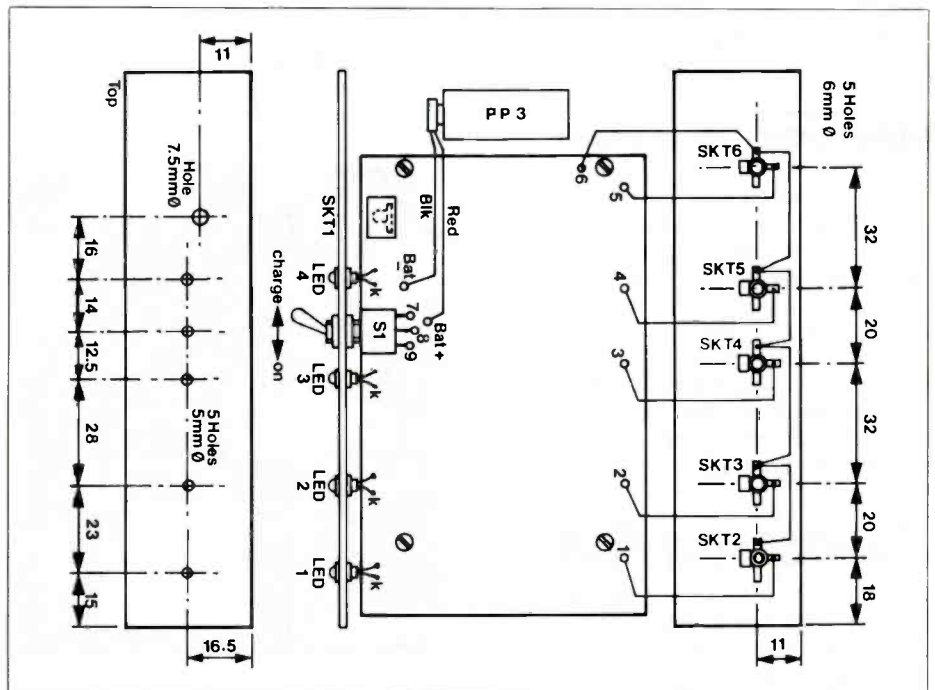 11
Top
Hole
7.5mm Ø
16
14
12.5
28
5 Holes
5mm Ø
23
15
16.5
PP3
Red
Blk
SKT1
Bat -
Bat +
LED
4
k
charge
on
S1
7
8
9
LED
3
k
LED
2
k
LED
1
k
6
5
4
3
2
1
5 Holes
6mm Ø
SKT6
SKT5
SKT4
SKT3
SKT2
32
20
32
20
18
11